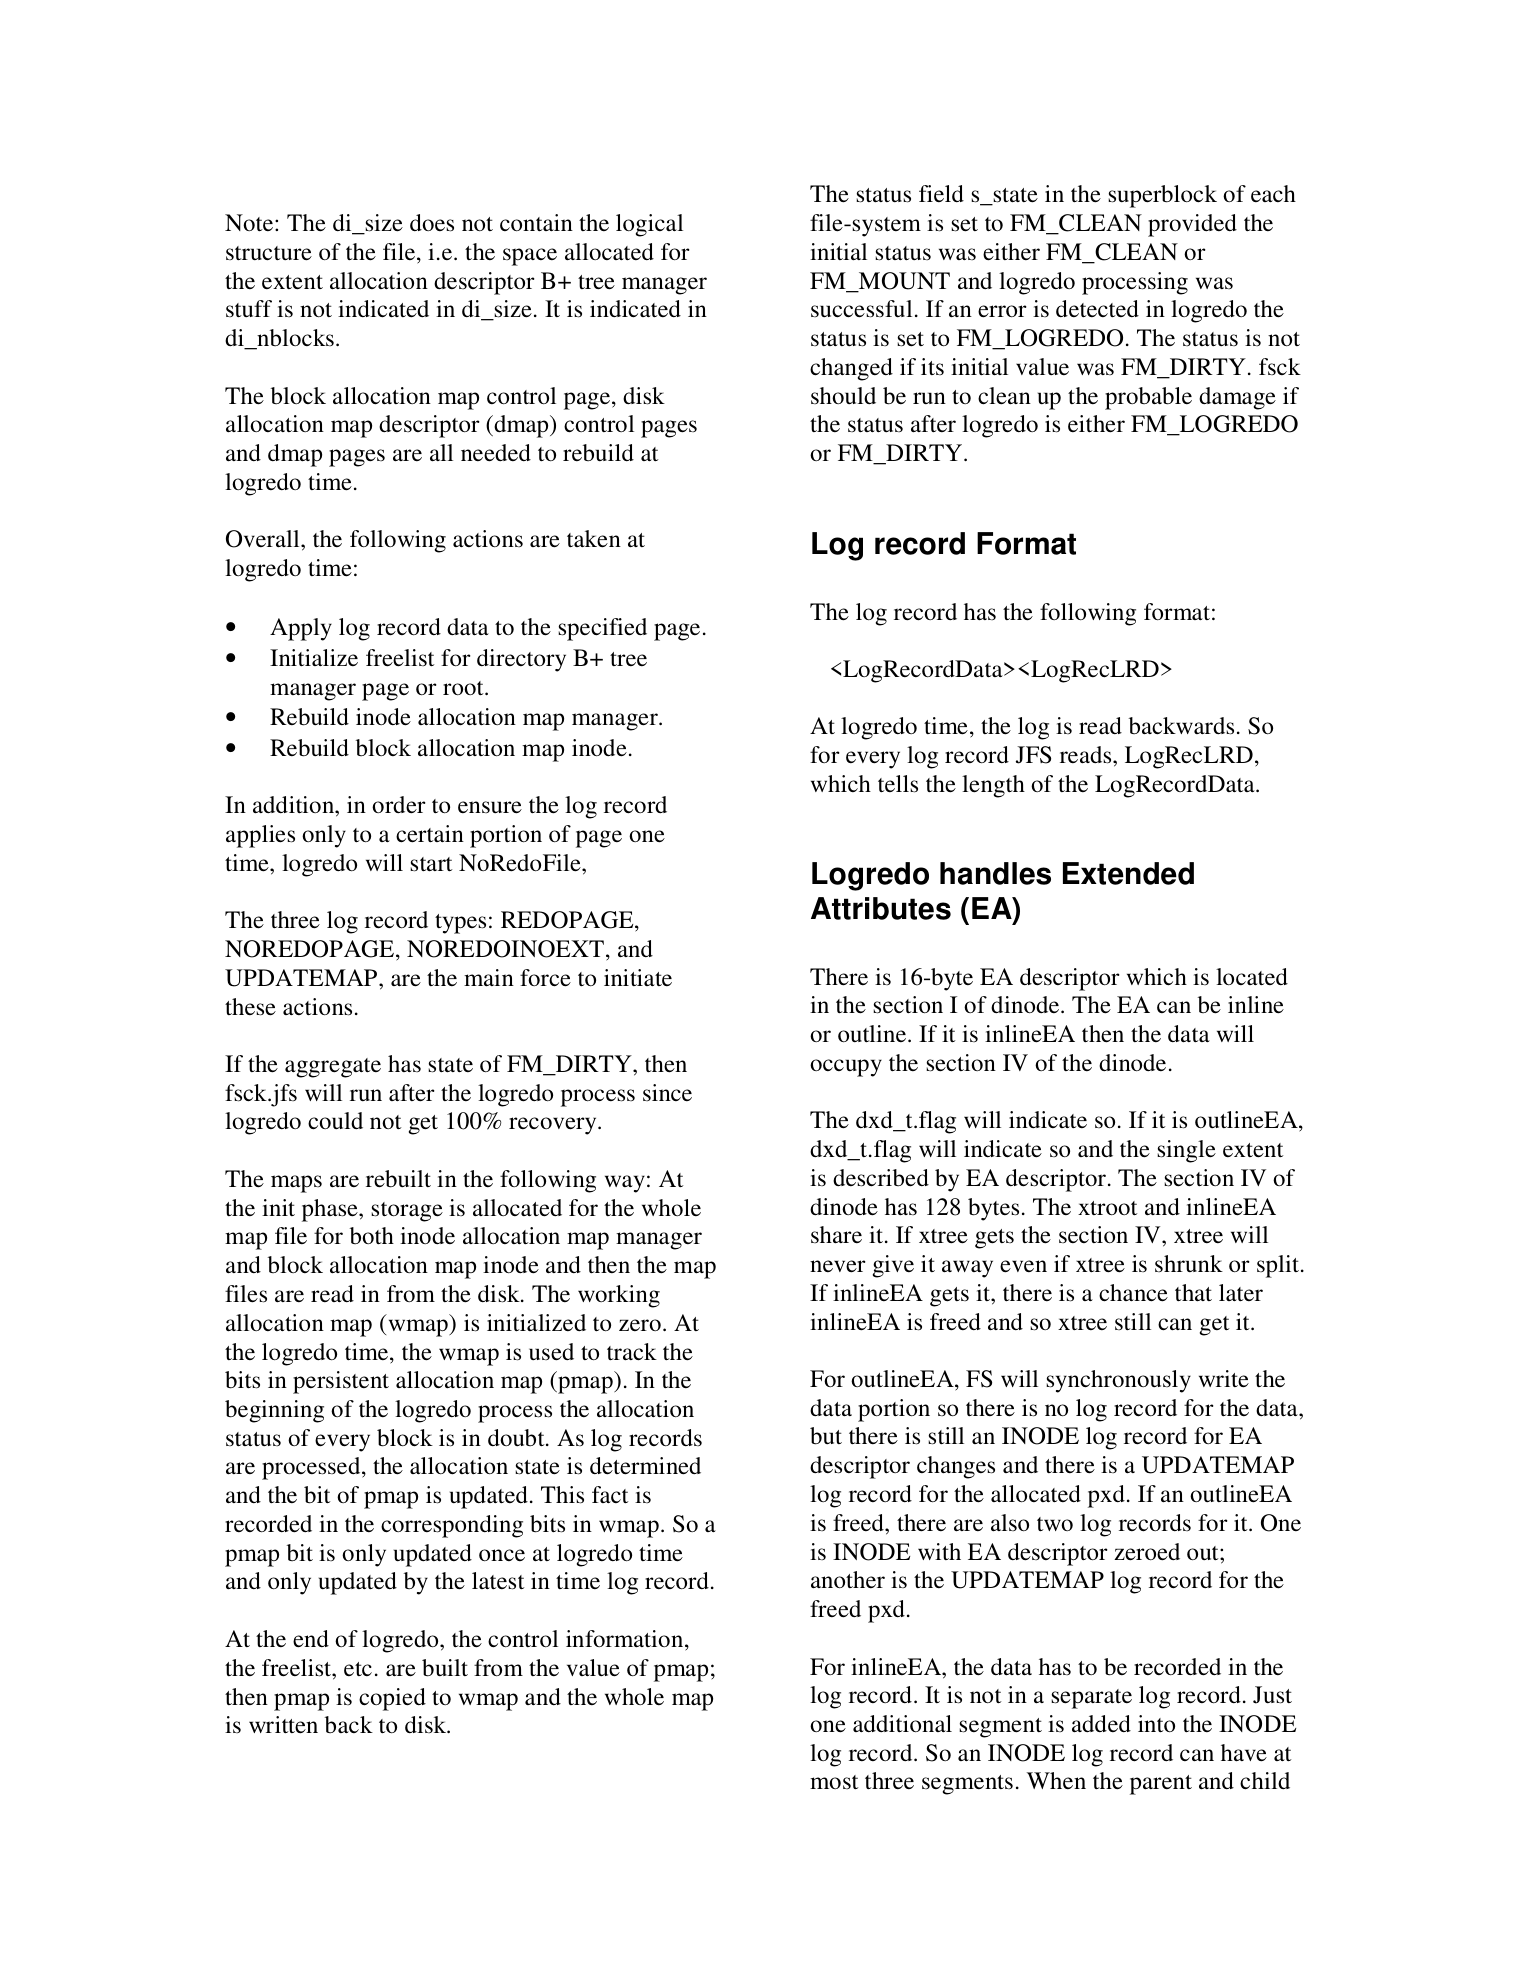 Note: The di_size does not contain the logical
structure of the file, i.e. the space allocated for
the extent allocation descriptor B+ tree manager
stuff is not indicated in di_size. It is indicated in
di_nblocks.
The block allocation map control page, disk
allocation map descriptor (dmap) control pages
and dmap pages are all needed to rebuild at
logredo time.
Overall, the following actions are taken at
logredo time:
• Apply log record data to the specified page.
• Initialize freelist for directory B+ tree
manager page or root.
• Rebuild inode allocation map manager.
• Rebuild block allocation map inode.
In addition, in order to ensure the log record
applies only to a certain portion of page one
time, logredo will start NoRedoFile,
The three log record types: REDOPAGE,
NOREDOPAGE, NOREDOINOEXT, and
UPDATEMAP, are the main force to initiate
these actions.
If the aggregate has state of FM_DIRTY, then
fsck.jfs will run after the logredo process since
logredo could not get 100% recovery.
The maps are rebuilt in the following way: At
the init phase, storage is allocated for the whole
map file for both inode allocation map manager
and block allocation map inode and then the map
files are read in from the disk. The working
allocation map (wmap) is initialized to zero. At
the logredo time, the wmap is used to track the
bits in persistent allocation map (pmap). In the
beginning of the logredo process the allocation
status of every block is in doubt. As log records
are processed, the allocation state is determined
and the bit of pmap is updated. This fact is
recorded in the corresponding bits in wmap. So a
pmap bit is only updated once at logredo time
and only updated by the latest in time log record.
At the end of logredo, the control information,
the freelist, etc. are built from the value of pmap;
then pmap is copied to wmap and the whole map
is written back to disk.
The status field s_state in the superblock of each
file-system is set to FM_CLEAN provided the
initial status was either FM_CLEAN or
FM_MOUNT and logredo processing was
successful. If an error is detected in logredo the
status is set to FM_LOGREDO. The status is not
changed if its initial value was FM_DIRTY. fsck
should be run to clean up the probable damage if
the status after logredo is either FM_LOGREDO
or FM_DIRTY.
Log record Format
The log record has the following format:
<LogRecordData><LogRecLRD>
At logredo time, the log is read backwards. So
for every log record JFS reads, LogRecLRD,
which tells the length of the LogRecordData.
Logredo handles Extended
Attributes (EA)
There is 16-byte EA descriptor which is located
in the section I of dinode. The EA can be inline
or outline. If it is inlineEA then the data will
occupy the section IV of the dinode.
The dxd_t.flag will indicate so. If it is outlineEA,
dxd_t.flag will indicate so and the single extent
is described by EA descriptor. The section IV of
dinode has 128 bytes. The xtroot and inlineEA
share it. If xtree gets the section IV, xtree will
never give it away even if xtree is shrunk or split.
If inlineEA gets it, there is a chance that later
inlineEA is freed and so xtree still can get it.
For outlineEA, FS will synchronously write the
data portion so there is no log record for the data,
but there is still an INODE log record for EA
descriptor changes and there is a UPDATEMAP
log record for the allocated pxd. If an outlineEA
is freed, there are also two log records for it. One
is INODE with EA descriptor zeroed out;
another is the UPDATEMAP log record for the
freed pxd.
For inlineEA, the data has to be recorded in the
log record. It is not in a separate log record. Just
one additional segment is added into the INODE
log record. So an INODE log record can have at
most three segments. When the parent and child